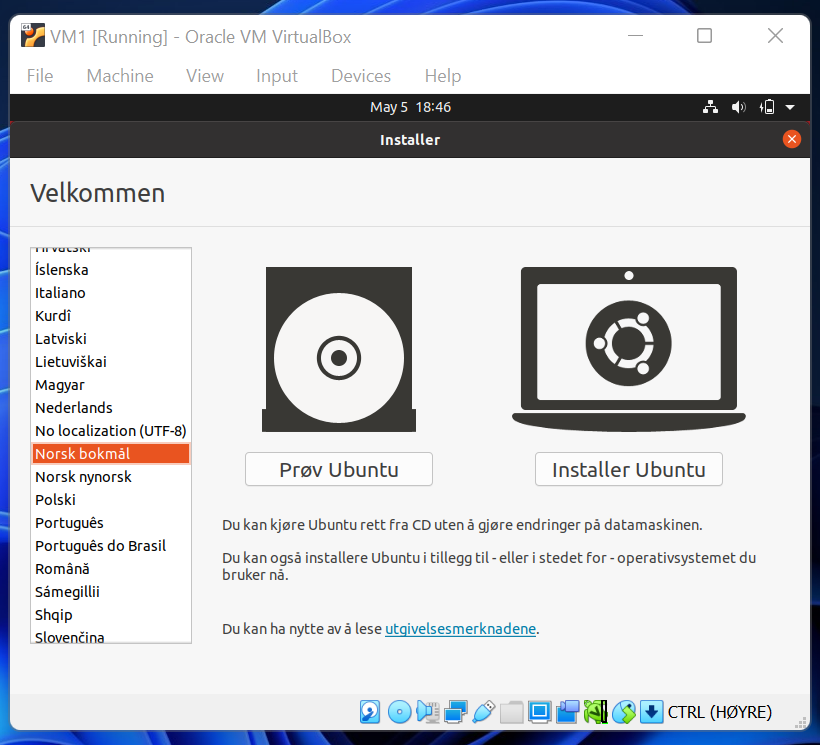 VM1 [Running] - Oracle VM VirtualBox
File Machine View Input Devices Help
May 5 18:46
Installer
Velkommen
Hrvatski
Íslenska
Italiano
Kurdî
Latviski
Lietuviškai
Magyar
Nederlands
No localization (UTF-8)
Norsk bokmål
Norsk nynorsk
Polski
Português
Português do Brasil
Română
Sámegillii
Shqip
Slovenčina
Prøv Ubuntu
Installer Ubuntu
Du kan kjøre Ubuntu rett fra CD uten å gjøre endringer på datamaskinen.
Du kan også installere Ubuntu i tillegg til - eller i stedet for - operativsystemet du
bruker nå.
Du kan ha nytte av å lese utgivelsesmerknadene.
CTRL (HØYRE)